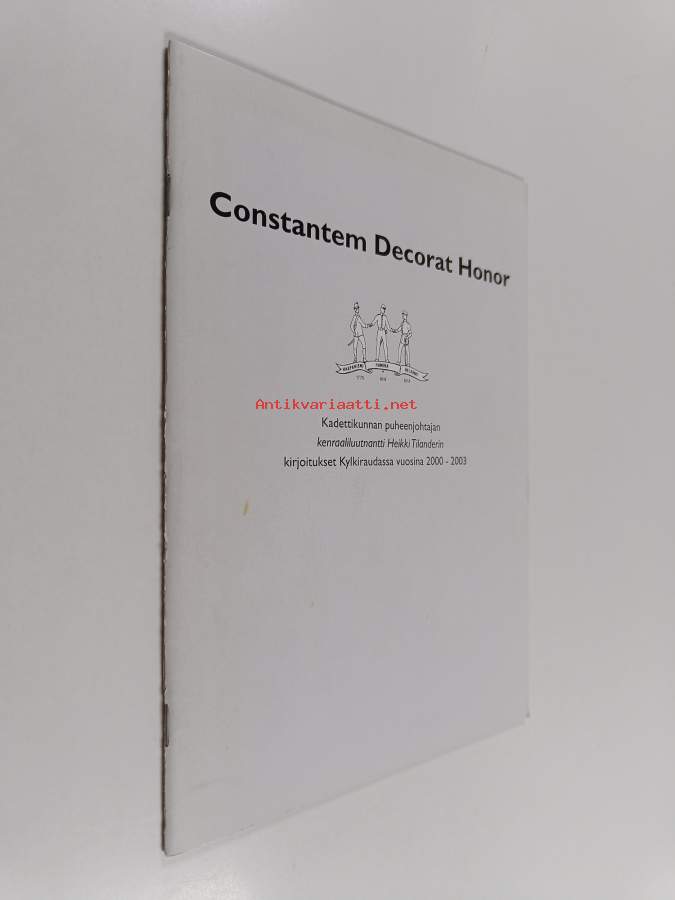 Constantem Decorat Honor
Antikvariaatti.net
Kadettikunnan puheenjohtajan
kenraaliluutnantti Heikki Tilanderin
kirjoitukset Kylkiraudassa vuosina 2000 - 2003